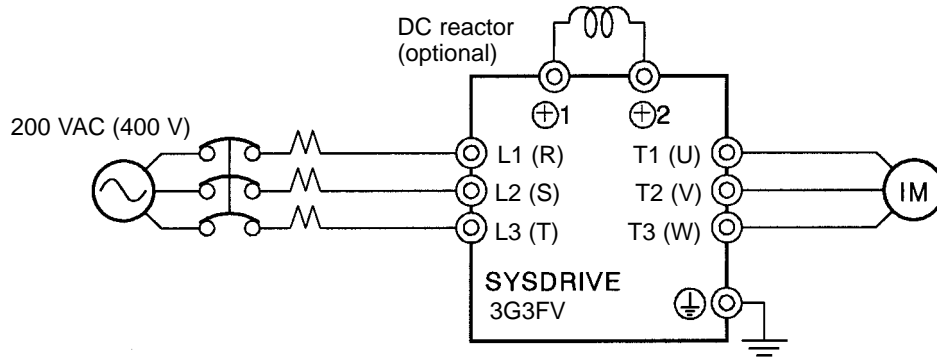 DC reactor
(optional)
⊕1
⊕2
200 VAC (400 V)
L1 (R)
T1 (U)
L2 (S)
T2 (V)
IM
L3 (T)
T3 (W)
SYSDRIVE
3G3FV